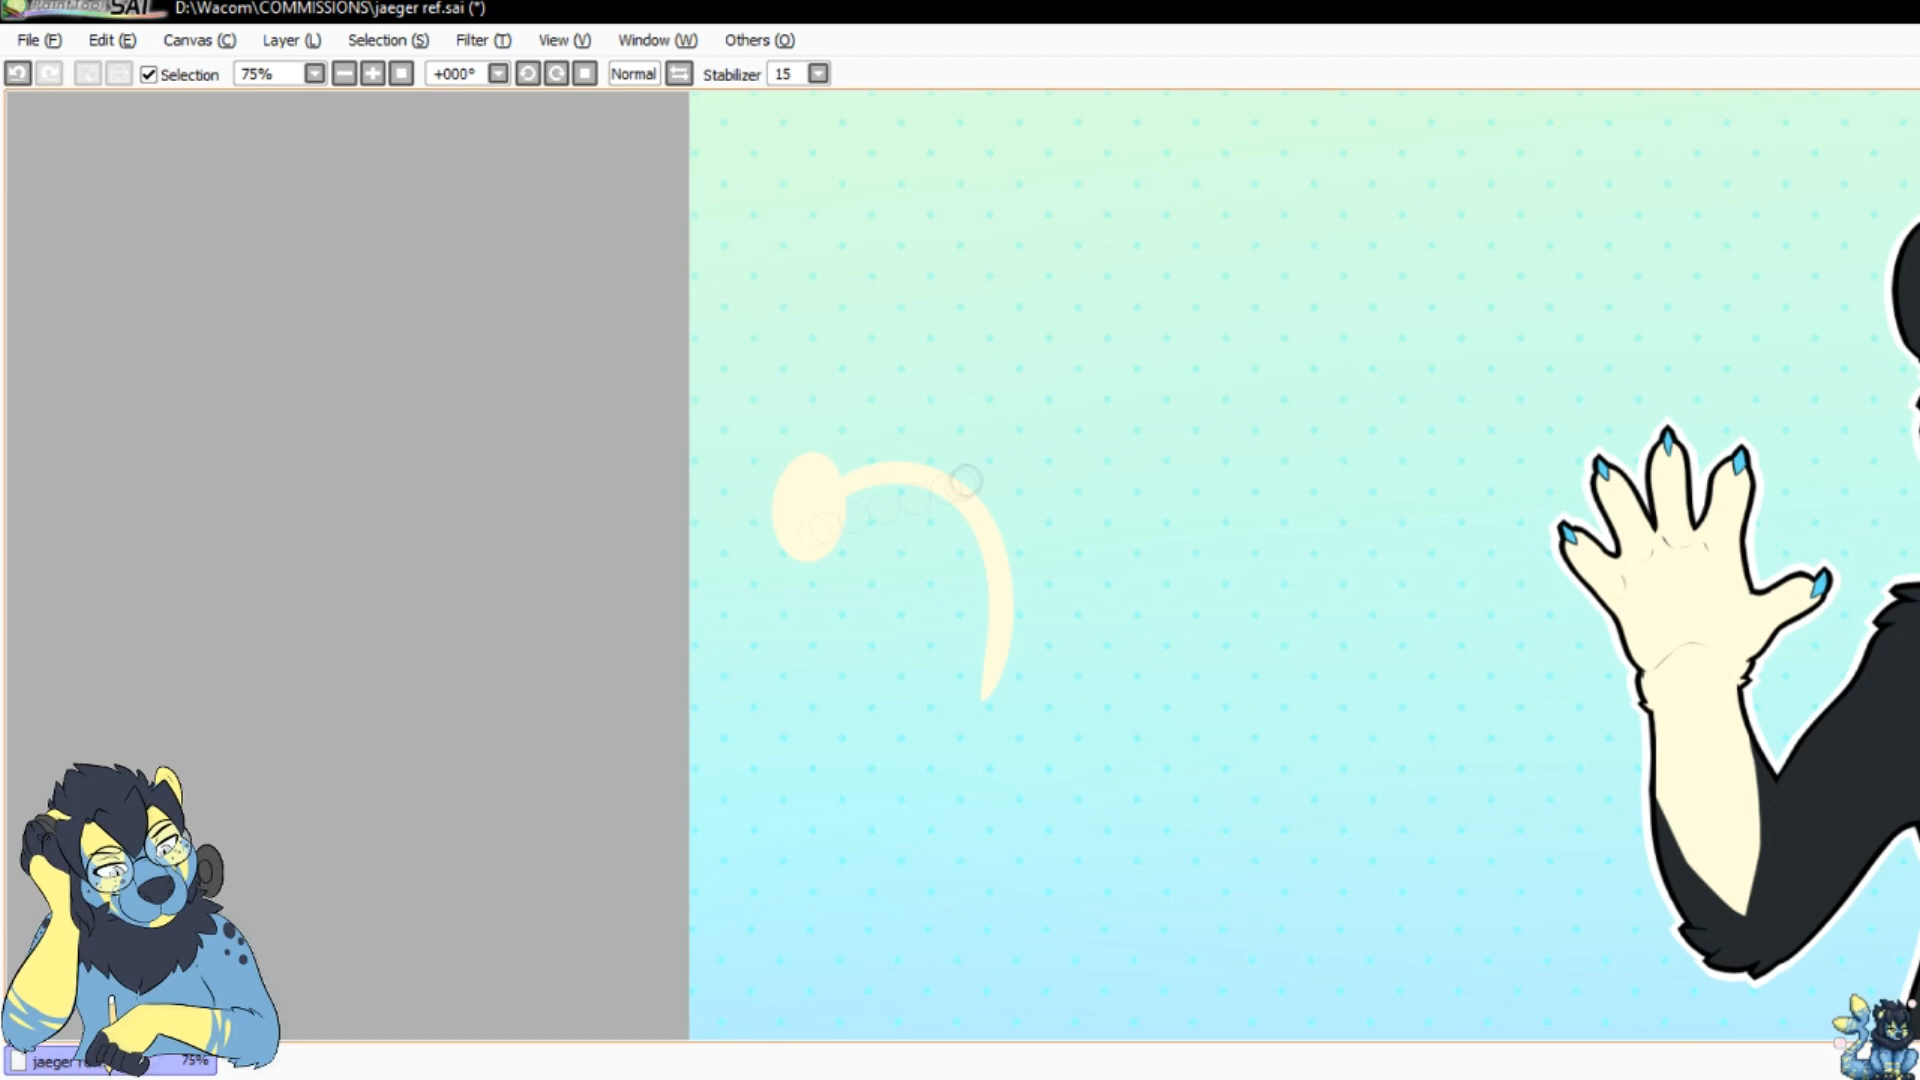 PaintTool SAI D:\Wacom\COMMISSIONS\jaeger ref.sai (*)
File (F) Edit (E) Canvas (C) Layer (L) Selection (S) Filter (T) View (V) Window (W) Others (O)
Selection 75% +000° Normal Stabilizer 15
jaeger 75%